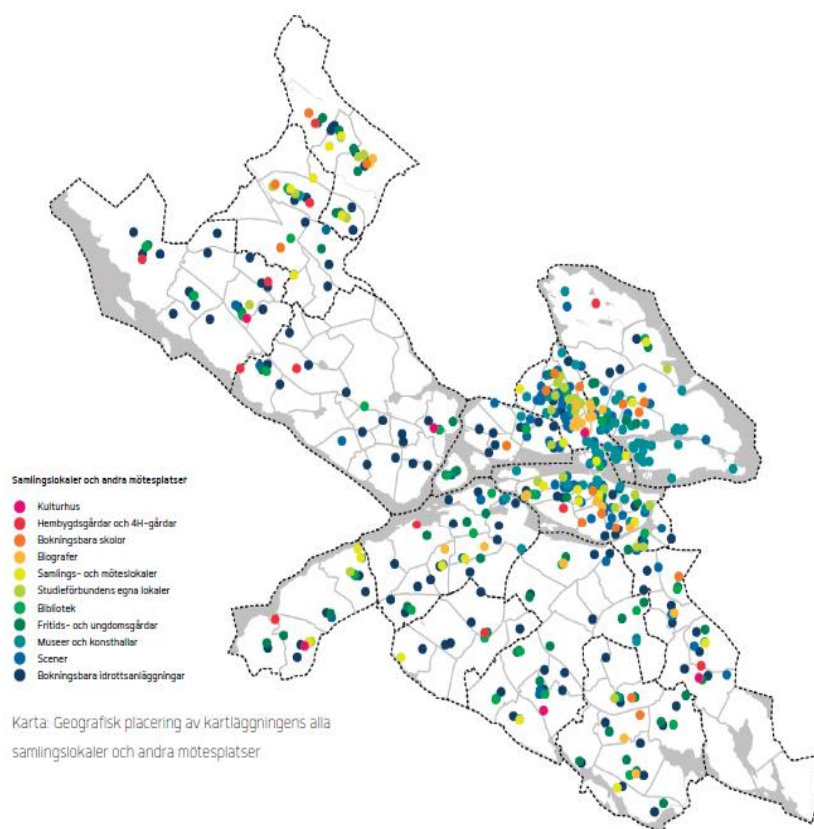 Samlingslokaler och andra mötesplatser
Kulturhus
Hembygdsgårdar och 4H-gårdar
Bokningsbara skolor
Biografer
Samlings- och möteslokaler
Studieförbundens egna lokaler
Bibliotek
Fritids- och ungdomsgårdar
Museer och konsthallar
Scener
Bokningsbara idrottsanläggningar
Karta: Geografisk placering av kartläggningens alla
samlingslokaler och andra mötesplatser